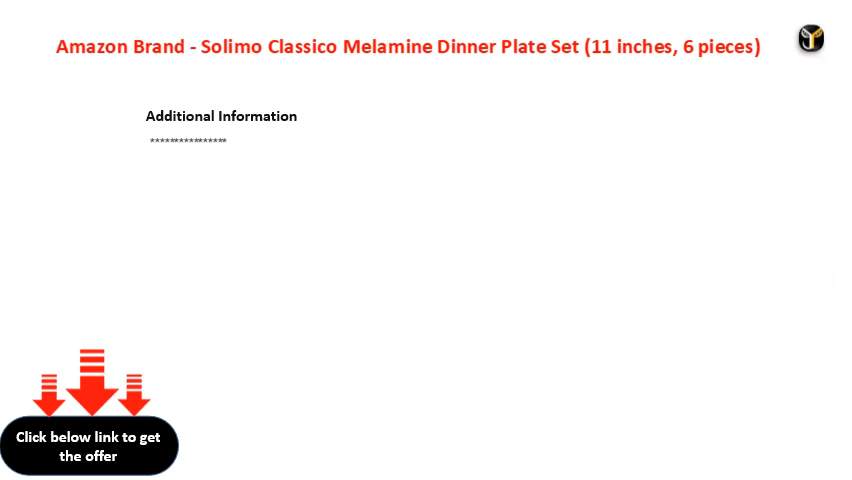 Amazon Brand - Solimo Classico Melamine Dinner Plate Set (11 inches, 6 pieces)
Additional Information
****************
Click below link to get
the offer